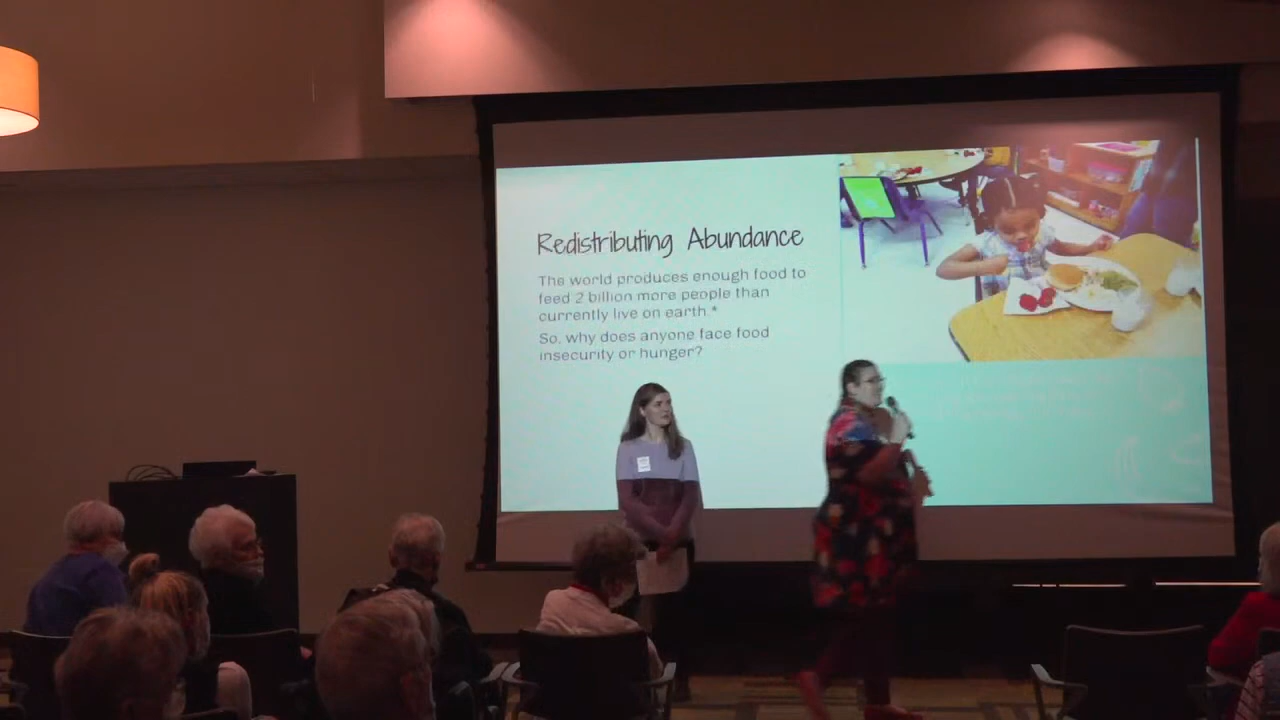 Redistributing Abundance
The world produces enough food to
feed 2 billion more people than
currently live on earth.*
So, why does anyone face food
insecurity or hunger?